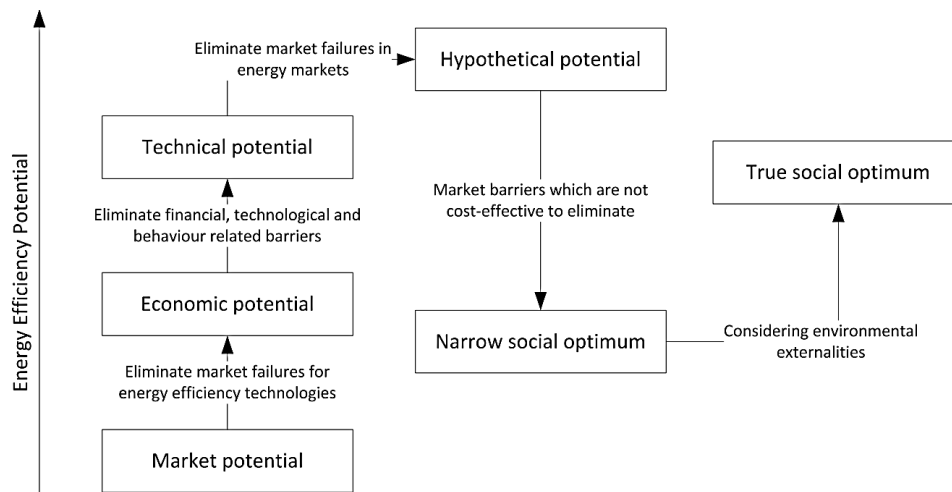 Energy Efficiency Potential
Eliminate market failures in
energy markets
Hypothetical potential
Technical potential
True social optimum
Market barriers which are not
cost-effective to eliminate
Eliminate financial, technological and
behaviour related barriers
Economic potential
Narrow social optimum
Considering environmental
externalities
Eliminate market failures for
energy efficiency technologies
Market potential